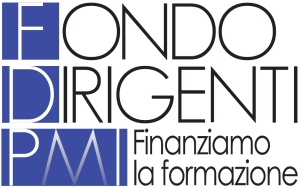 FONDO
DIRIGENTI
PMI Finanziamo
la formazione